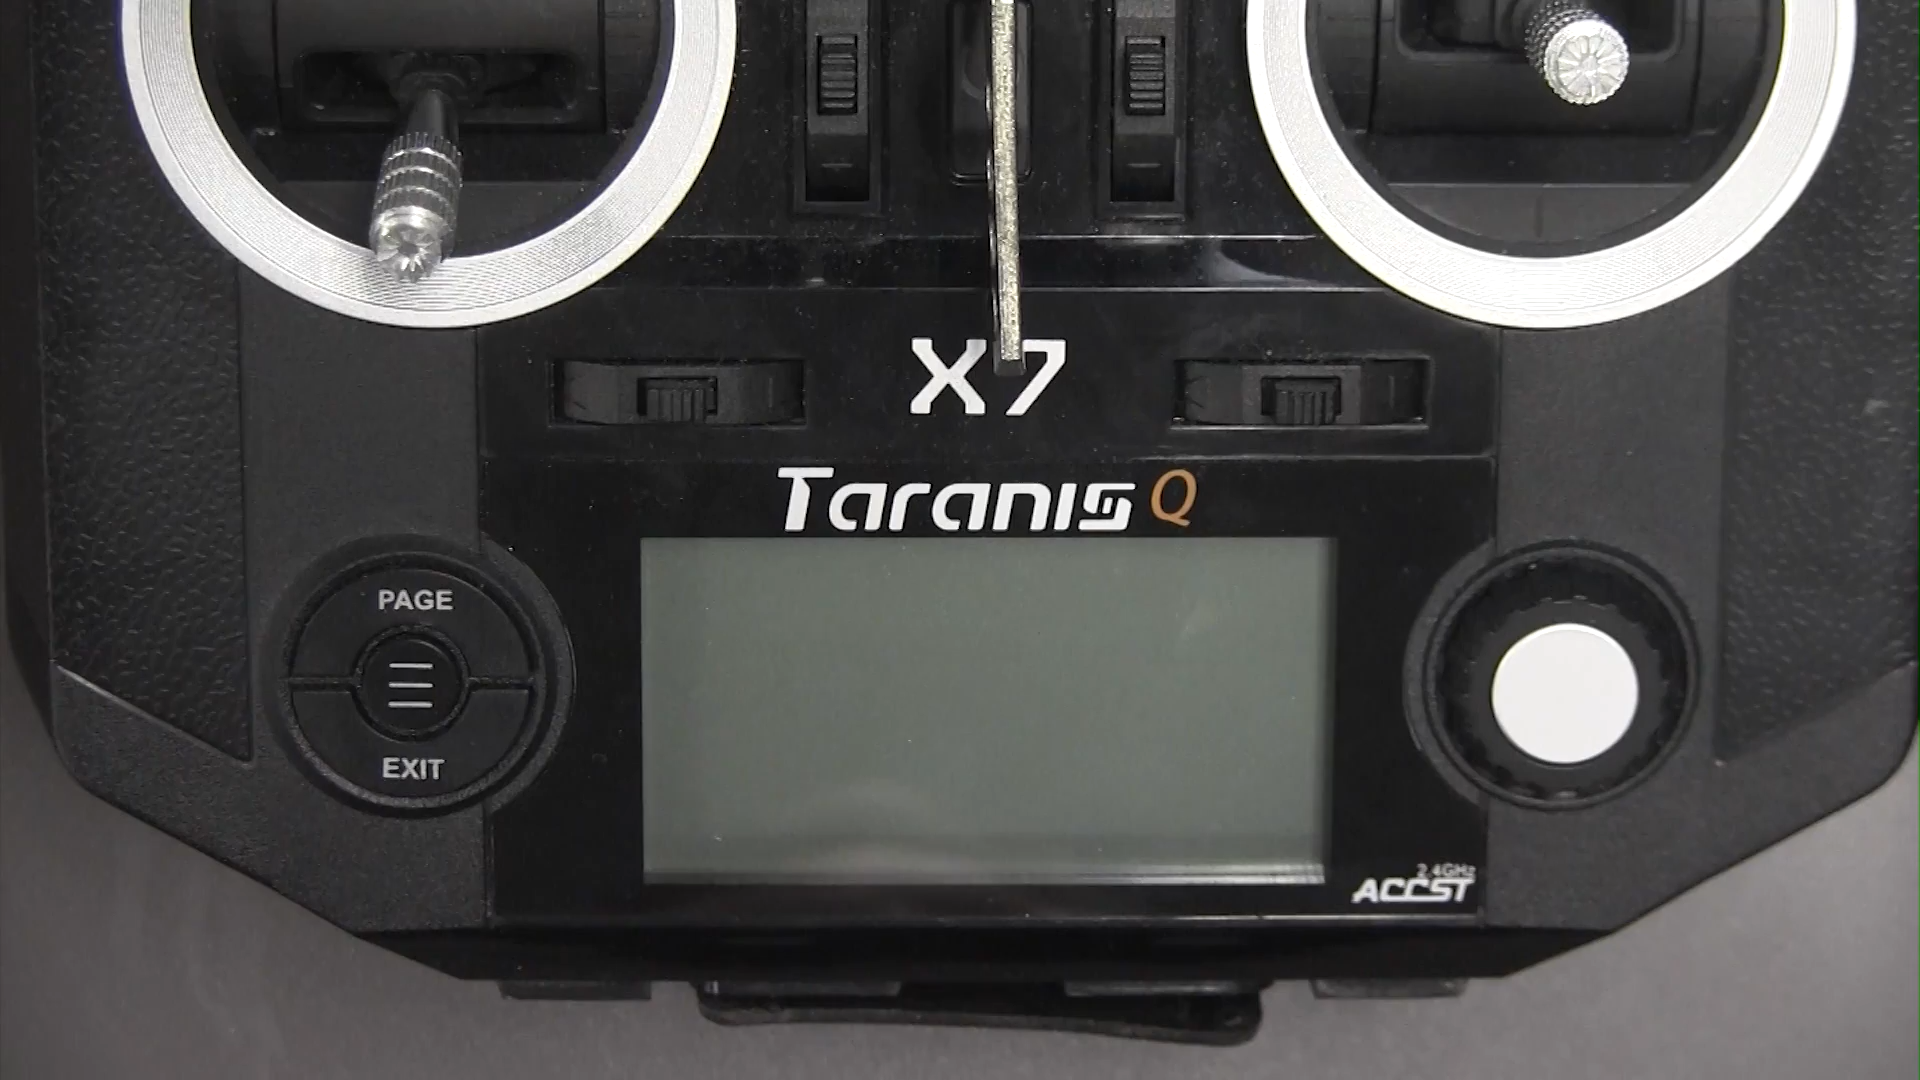 X7
Taranis Q
PAGE
EXIT
2.4GHz
ACCST